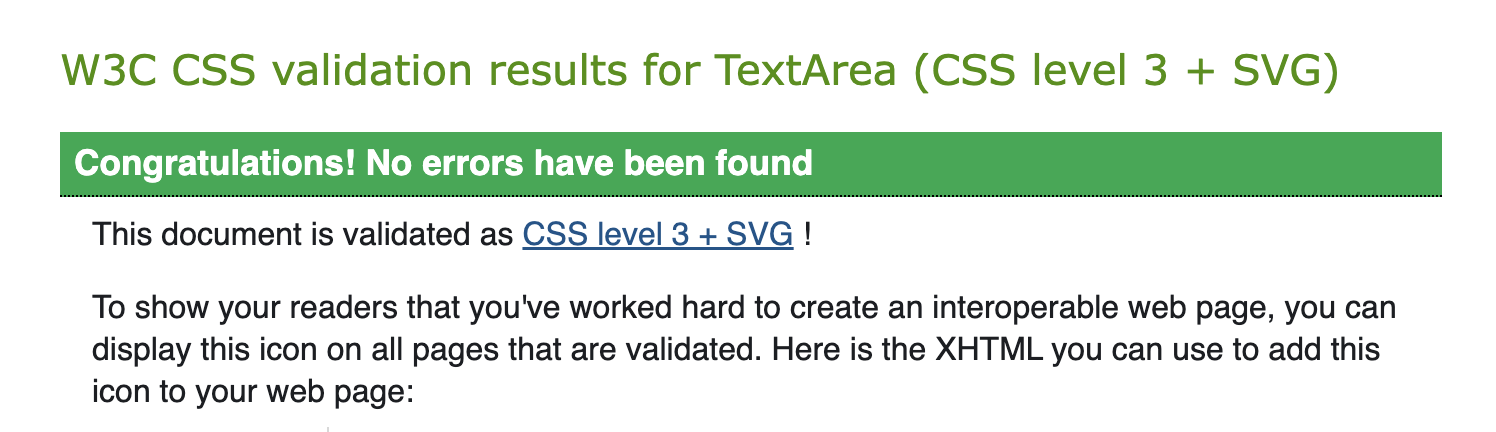 W3C CSS validation results for TextArea (CSS level 3 + SVG)
Congratulations! No errors have been found
This document is validated as CSS level 3 + SVG !
To show your readers that you've worked hard to create an interoperable web page, you can
display this icon on all pages that are validated. Here is the XHTML you can use to add this
icon to your web page: